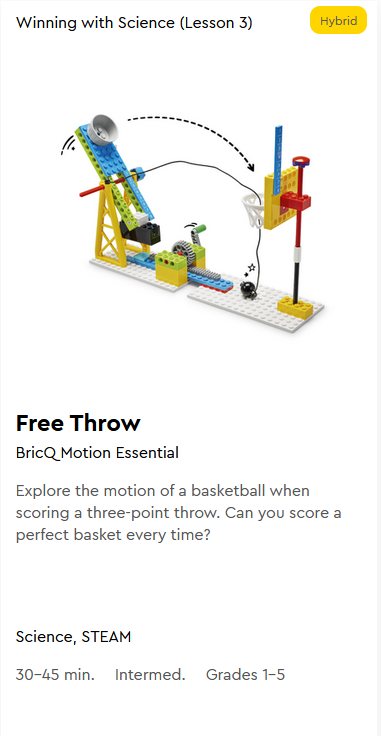 Winning with Science (Lesson 3)
Hybrid
Free Throw
BricQ Motion Essential
Explore the motion of a basketball when
scoring a three-point throw. Can you score a
perfect basket every time?
Science, STEAM
30-45 min. Intermed. Grades 1-5